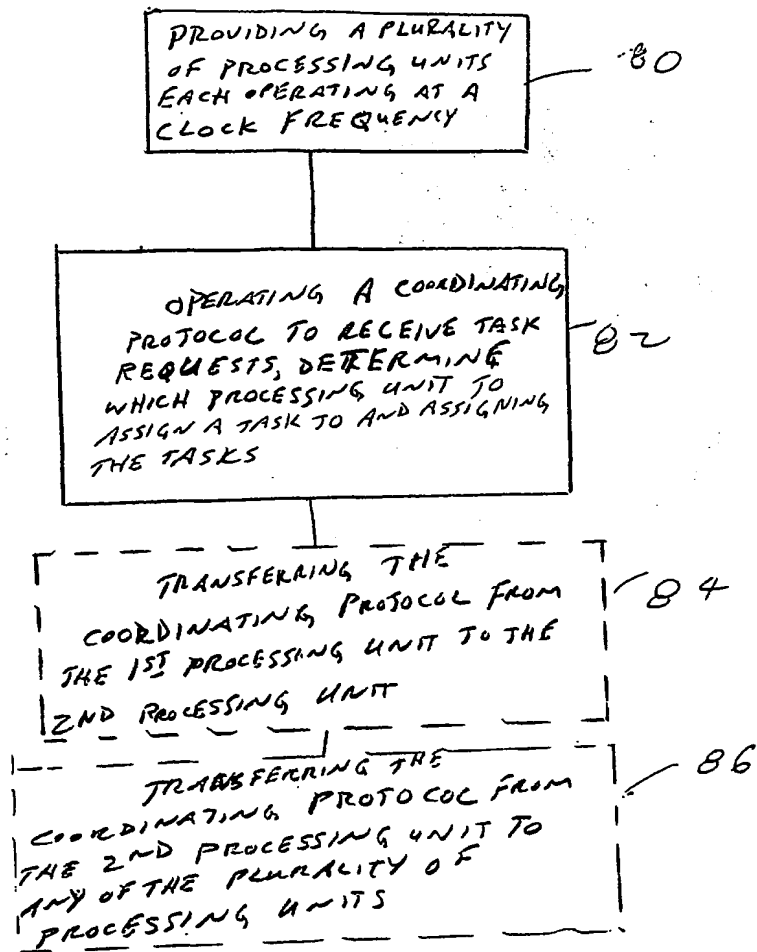 PROVIDING A PLURALITY
OF PROCESSING UNITS
EACH OPERATING AT A
CLOCK FREQUENCY
80
OPERATING A COORDINATING
PROTOCOL TO RECEIVE TASK
REQUESTS, DETERMINE
WHICH PROCESSING UNIT TO
ASSIGN A TASK TO AND ASSIGNING
THE TASKS
82
TRANSFERRING THE
COORDINATING PROTOCOL FROM
THE 1ST PROCESSING UNIT TO THE
2ND PROCESSING UNIT
84
TRANSFERRING THE
COORDINATING PROTOCOL FROM
THE 2ND PROCESSING UNIT TO
ANY OF THE PLURALITY OF
PROCESSING UNITS
86